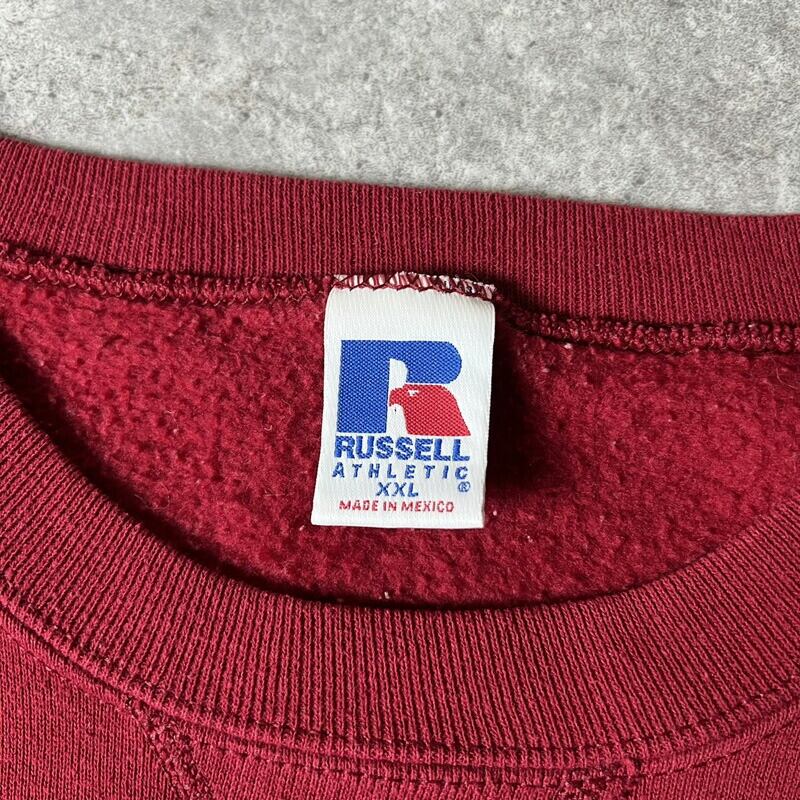 R
RUSSELL
ATHLETIC
XXL ®
MADE IN MEXICO